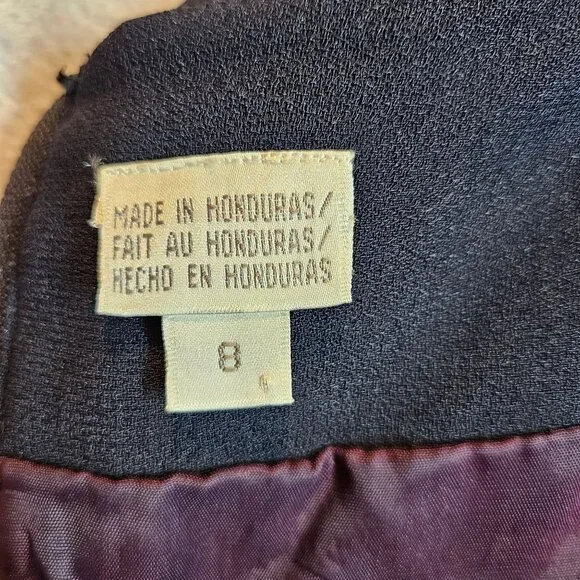 MADE IN HONDURAS/
FAIT AU HONDURAS/
HECHO EN HONDURAS
8